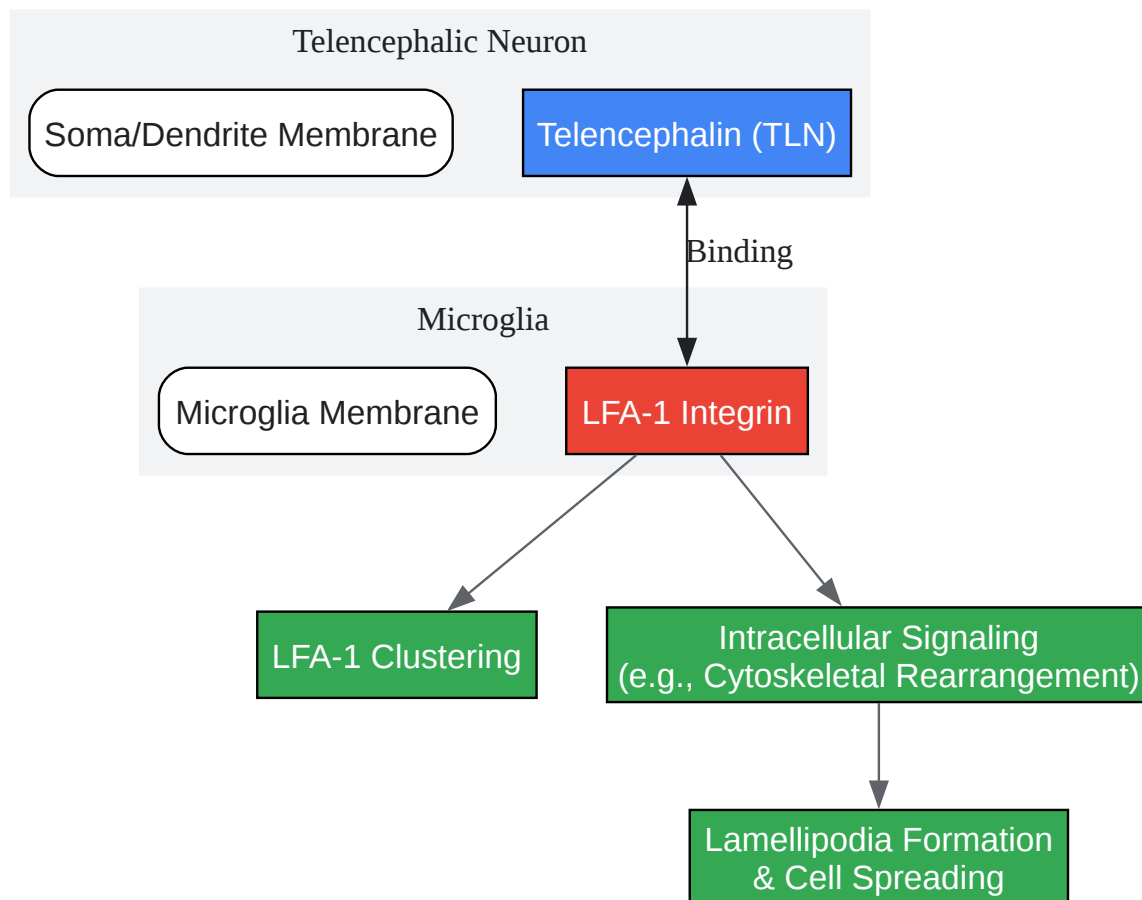 Telencephalic Neuron
Soma/Dendrite Membrane
Telencephalin (TLN)
Binding
Microglia
Microglia Membrane
LFA-1 Integrin
LFA-1 Clustering
Intracellular Signaling
(e.g., Cytoskeletal Rearrangement)
Lamellipodia Formation
& Cell Spreading